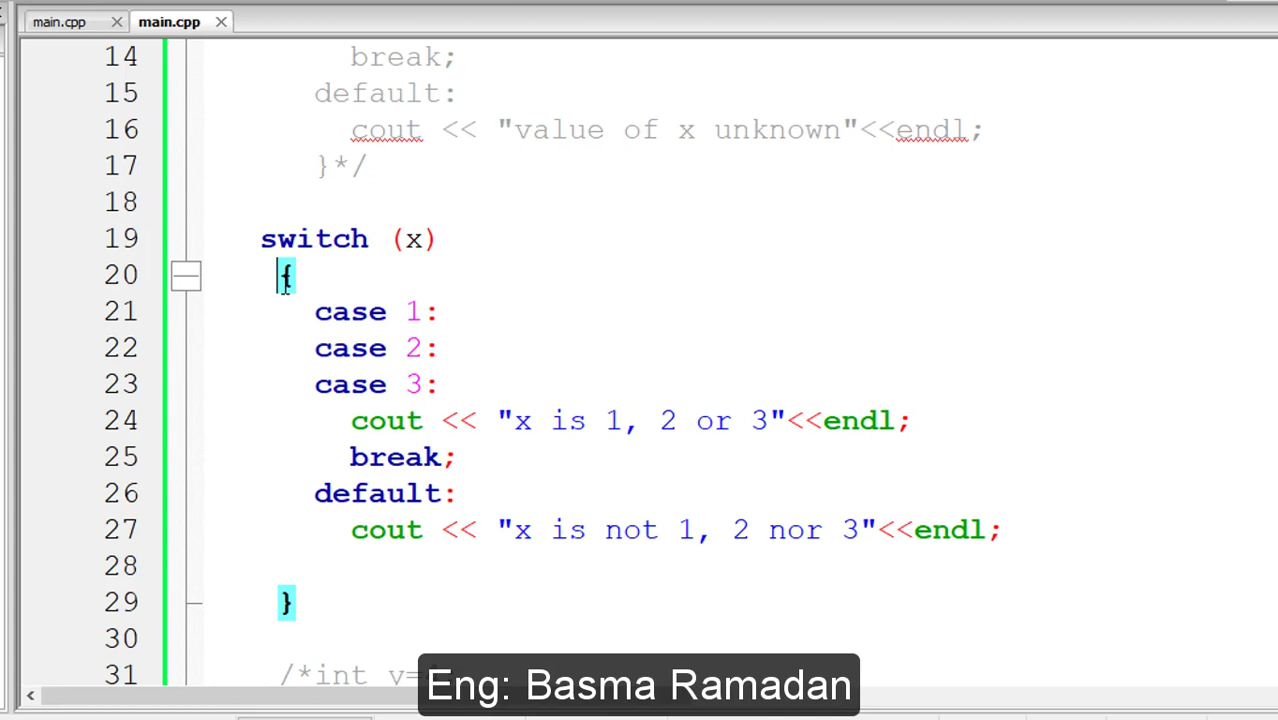 main.cpp
main.cpp
14 break;
15 default:
16 cout << "value of x unknown"<<endl;
17 }*/
18
19 switch (x)
20 {
21 case 1:
22 case 2:
23 case 3:
24 cout << "x is 1, 2 or 3"<<endl;
25 break;
26 default:
27 cout << "x is not 1, 2 nor 3"<<endl;
28
29 }
30
31 /*int v=
Eng: Basma Ramadan